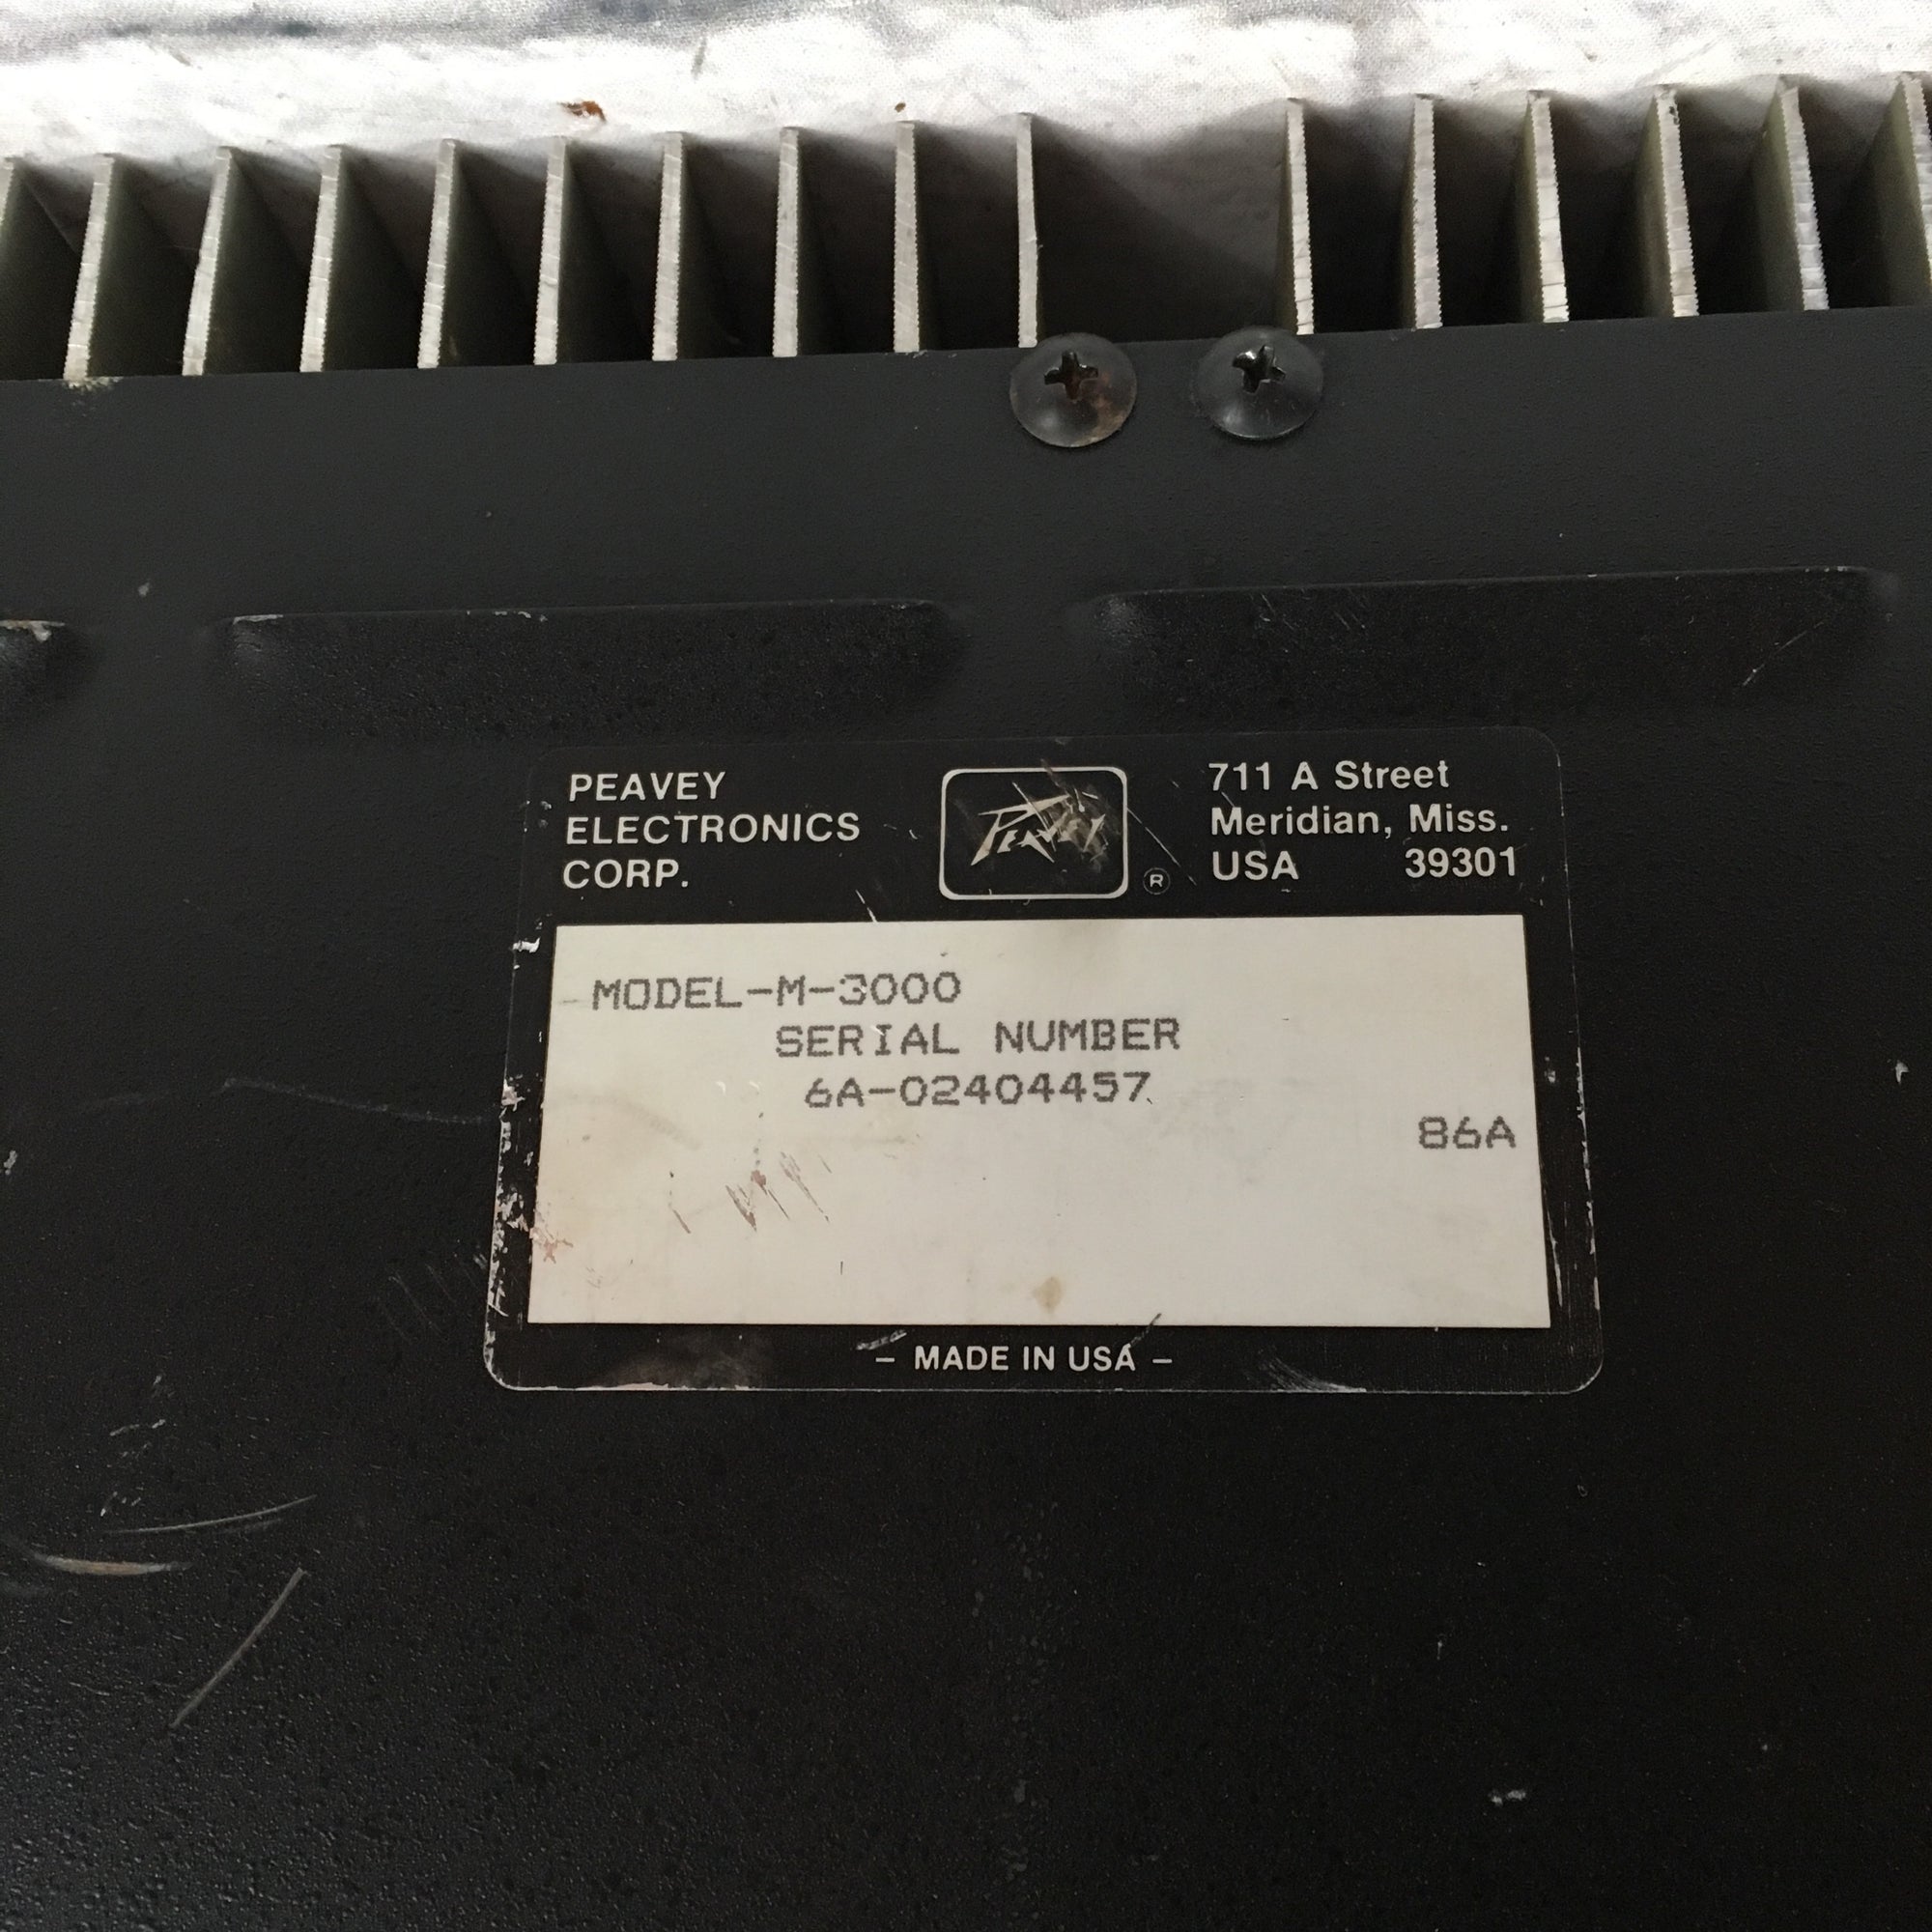 PEAVEY
ELECTRONICS
CORP.
PEAVEY
®
711 A Street
Meridian, Miss.
USA 39301
MODEL-M-3000
SERIAL NUMBER
6A-02404457
86A
– MADE IN USA –